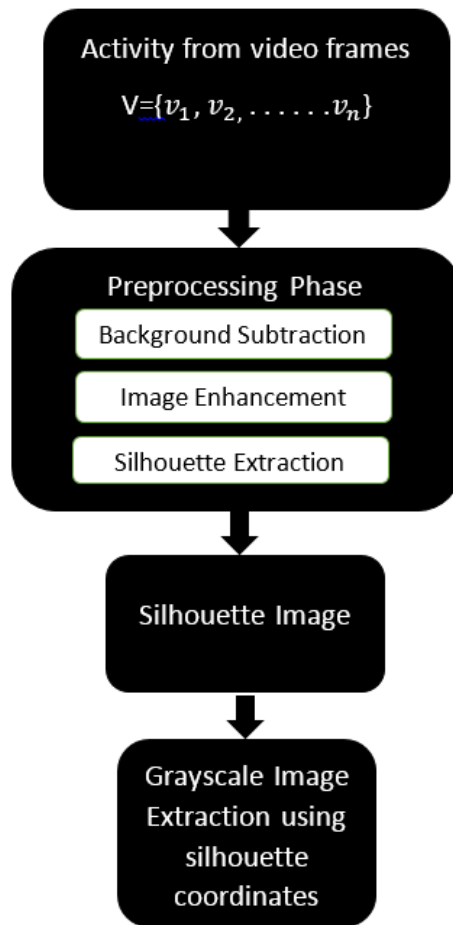 Activity from video frames
V={v₁, v₂, . . . . . .vₙ}
Preprocessing Phase
Background Subtraction
Image Enhancement
Silhouette Extraction
Silhouette Image
Grayscale Image
Extraction using
silhouette
coordinates